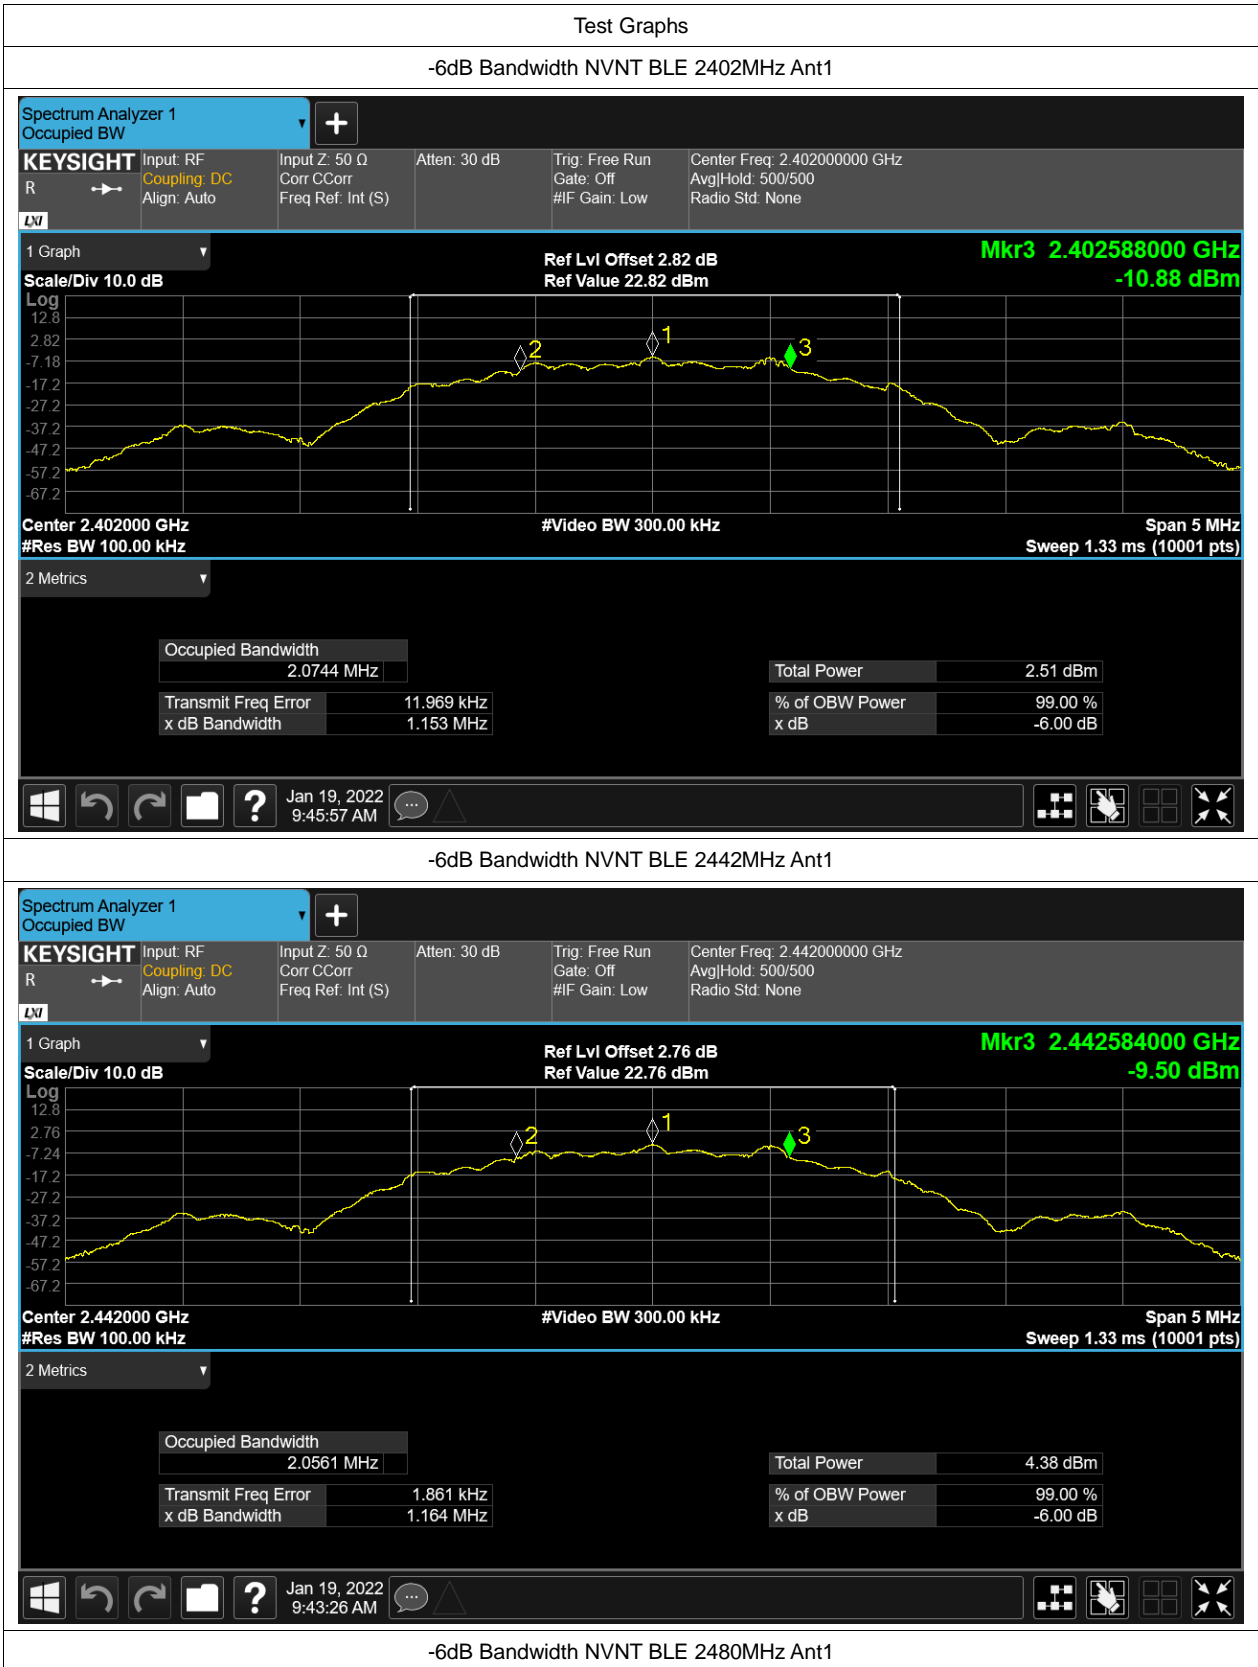 Test Graphs
-6dB Bandwidth NVNT BLE 2402MHz Ant1
Spectrum Analyzer 1
Occupied BW
KEYSIGHT Input: RF Input Z: 50 Ω Atten: 30 dB Trig: Free Run Center Freq: 2.402000000 GHz
R Coupling: DC Corr CCorr Gate: Off Avg|Hold: 500/500
Align: Auto Freq Ref: Int (S) #IF Gain: Low Radio Std: None
LXI
1 Graph Ref Lvl Offset 2.82 dB Mkr3 2.402588000 GHz
Scale/Div 10.0 dB Ref Value 22.82 dBm -10.88 dBm
Log
12.8
2.82
-7.18
-17.2
-27.2
-37.2
-47.2
-57.2
-67.2
2 1 3
Center 2.402000 GHz #Video BW 300.00 kHz Span 5 MHz
#Res BW 100.00 kHz Sweep 1.33 ms (10001 pts)
2 Metrics
Occupied Bandwidth
2.0744 MHz Total Power 2.51 dBm
Transmit Freq Error 11.969 kHz % of OBW Power 99.00 %
x dB Bandwidth 1.153 MHz x dB -6.00 dB
? Jan 19, 2022
9:45:57 AM
-6dB Bandwidth NVNT BLE 2442MHz Ant1
Spectrum Analyzer 1
Occupied BW
KEYSIGHT Input: RF Input Z: 50 Ω Atten: 30 dB Trig: Free Run Center Freq: 2.442000000 GHz
R Coupling: DC Corr CCorr Gate: Off Avg|Hold: 500/500
Align: Auto Freq Ref: Int (S) #IF Gain: Low Radio Std: None
LXI
1 Graph Ref Lvl Offset 2.76 dB Mkr3 2.442584000 GHz
Scale/Div 10.0 dB Ref Value 22.76 dBm -9.50 dBm
Log
12.8
2.76
-7.24
-17.2
-27.2
-37.2
-47.2
-57.2
-67.2
2 1 3
Center 2.442000 GHz #Video BW 300.00 kHz Span 5 MHz
#Res BW 100.00 kHz Sweep 1.33 ms (10001 pts)
2 Metrics
Occupied Bandwidth
2.0561 MHz Total Power 4.38 dBm
Transmit Freq Error 1.861 kHz % of OBW Power 99.00 %
x dB Bandwidth 1.164 MHz x dB -6.00 dB
? Jan 19, 2022
9:43:26 AM
-6dB Bandwidth NVNT BLE 2480MHz Ant1